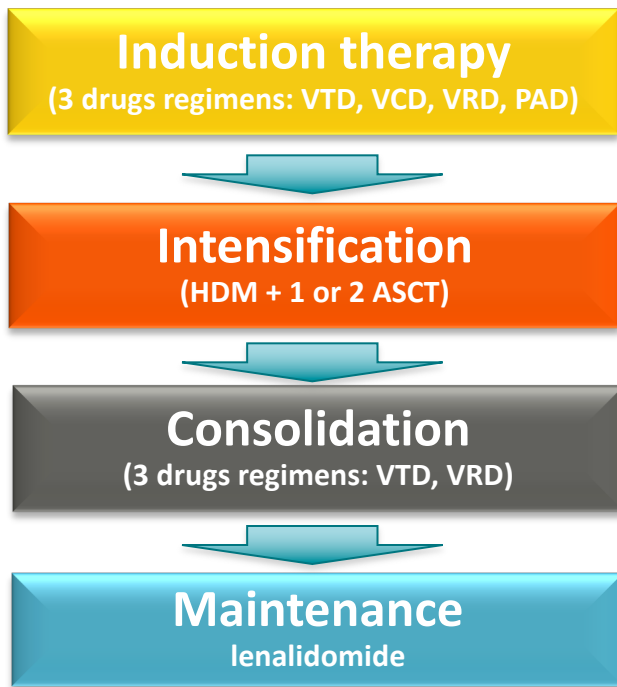 Induction therapy
(3 drugs regimens: VTD, VCD, VRD, PAD)
Intensification
(HDM + 1 or 2 ASCT)
Consolidation
(3 drugs regimens: VTD, VRD)
Maintenance
lenalidomide